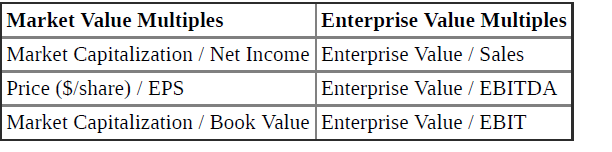 Market Value Multiples Enterprise Value Multiples
Market Capitalization / Net Income Enterprise Value / Sales
Price ($/share) / EPS Enterprise Value / EBITDA
Market Capitalization / Book Value Enterprise Value / EBIT